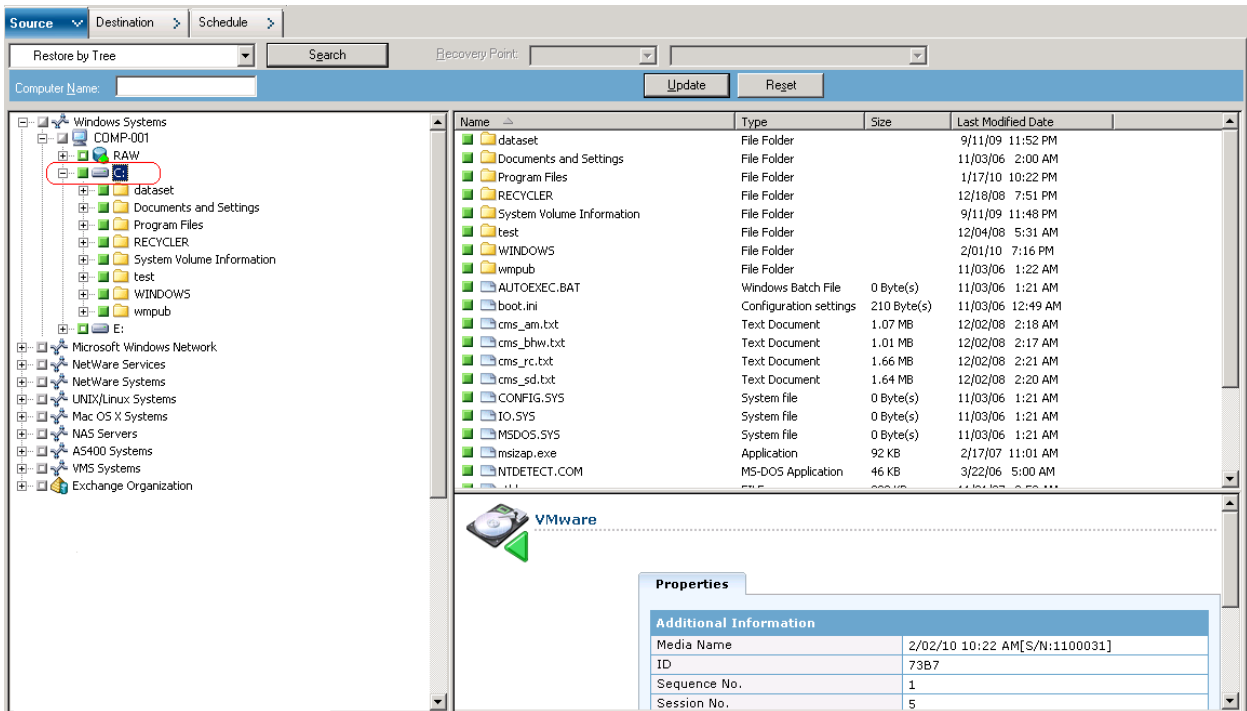 Source Destination Schedule
Restore by Tree Search Recovery Point:
Computer Name: Update Reset
Windows Systems
COMP-001
RAW
C:
dataset
Documents and Settings
Program Files
RECYCLER
System Volume Information
test
WINDOWS
wmpub
E:
Microsoft Windows Network
NetWare Services
NetWare Systems
UNIX/Linux Systems
Mac OS X Systems
NAS Servers
AS400 Systems
VMS Systems
Exchange Organization
Name Type Size Last Modified Date
dataset File Folder 9/11/09 11:52 PM
Documents and Settings File Folder 11/03/06 2:00 AM
Program Files File Folder 1/17/10 10:22 PM
RECYCLER File Folder 12/18/08 7:51 PM
System Volume Information File Folder 9/11/09 11:48 PM
test File Folder 12/04/08 5:31 AM
WINDOWS File Folder 2/01/10 7:16 PM
wmpub File Folder 11/03/06 1:22 AM
AUTOEXEC.BAT Windows Batch File 0 Byte(s) 11/03/06 1:21 AM
boot.ini Configuration settings 210 Byte(s) 11/03/06 12:49 AM
cms_am.txt Text Document 1.07 MB 12/02/08 2:18 AM
cms_bhw.txt Text Document 1.01 MB 12/02/08 2:17 AM
cms_rc.txt Text Document 1.66 MB 12/02/08 2:21 AM
cms_sd.txt Text Document 1.64 MB 12/02/08 2:20 AM
CONFIG.SYS System file 0 Byte(s) 11/03/06 1:21 AM
IO.SYS System file 0 Byte(s) 11/03/06 1:21 AM
MSDOS.SYS System file 0 Byte(s) 11/03/06 1:21 AM
msizap.exe Application 92 KB 2/17/07 11:01 AM
NTDETECT.COM MS-DOS Application 46 KB 3/22/06 5:00 AM
VMware
Properties
Additional Information
Media Name 2/02/10 10:22 AM[S/N:1100031]
ID 73B7
Sequence No. 1
Session No. 5